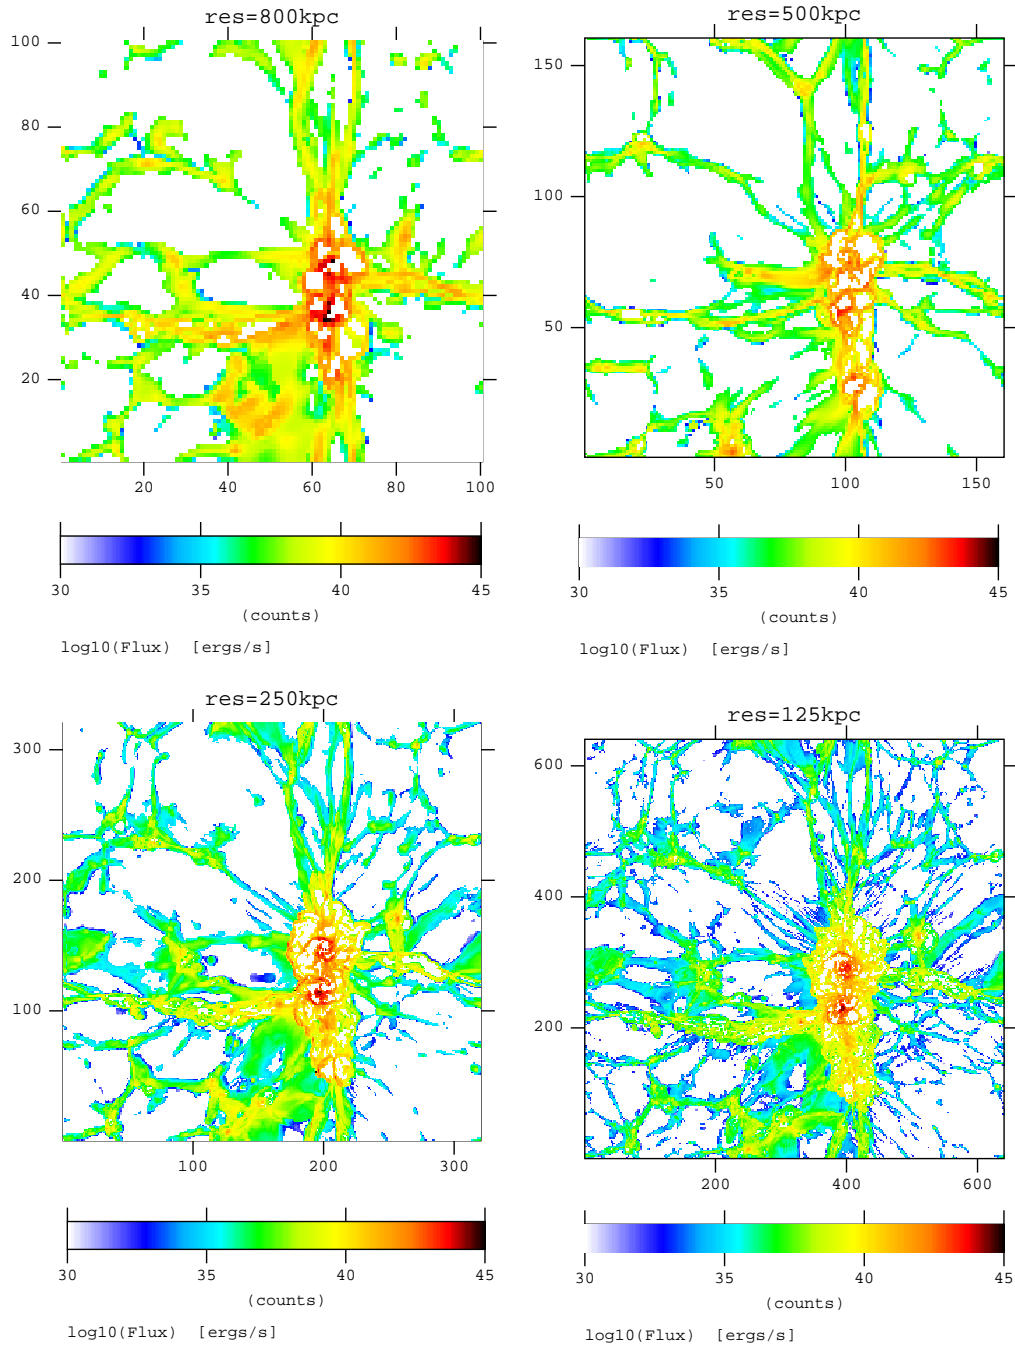 res=800kpc
100
80
60
40
20
20 40 60 80 100
30 35 40 45
(counts)
log10(Flux) [ergs/s]
res=500kpc
150
100
50
50 100 150
30 35 40 45
(counts)
log10(Flux) [ergs/s]
res=250kpc
300
200
100
100 200 300
30 35 40 45
(counts)
log10(Flux) [ergs/s]
res=125kpc
600
400
200
200 400 600
30 35 40 45
(counts)
log10(Flux) [ergs/s]